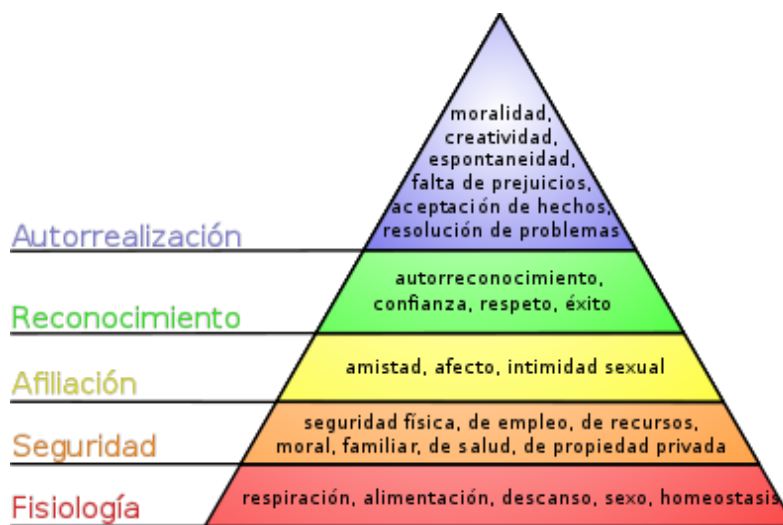 moralidad,
creatividad,
espontaneidad,
falta de prejuicios,
aceptación de hechos,
resolución de problemas
Autorrealización
autorreconocimiento,
confianza, respeto, éxito
Reconocimiento
amistad, afecto, intimidad sexual
Afiliación
seguridad física, de empleo, de recursos,
moral, familiar, de salud, de propiedad privada
Seguridad
respiración, alimentación, descanso, sexo, homeostasis
Fisiología